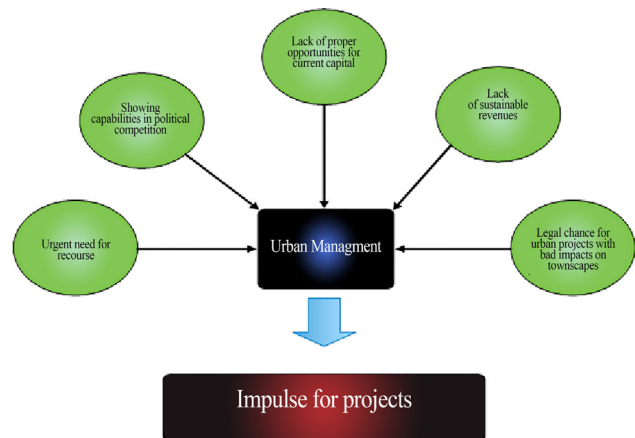 Lack of proper
opportunities for
current capital
Showing
capabilities in political
competition
Lack
of sustainable
revenues
Urgent need for
recourse
Urban Managment
Legal chance for
urban projects with
bad impacts on
townscapes
Impulse for projects